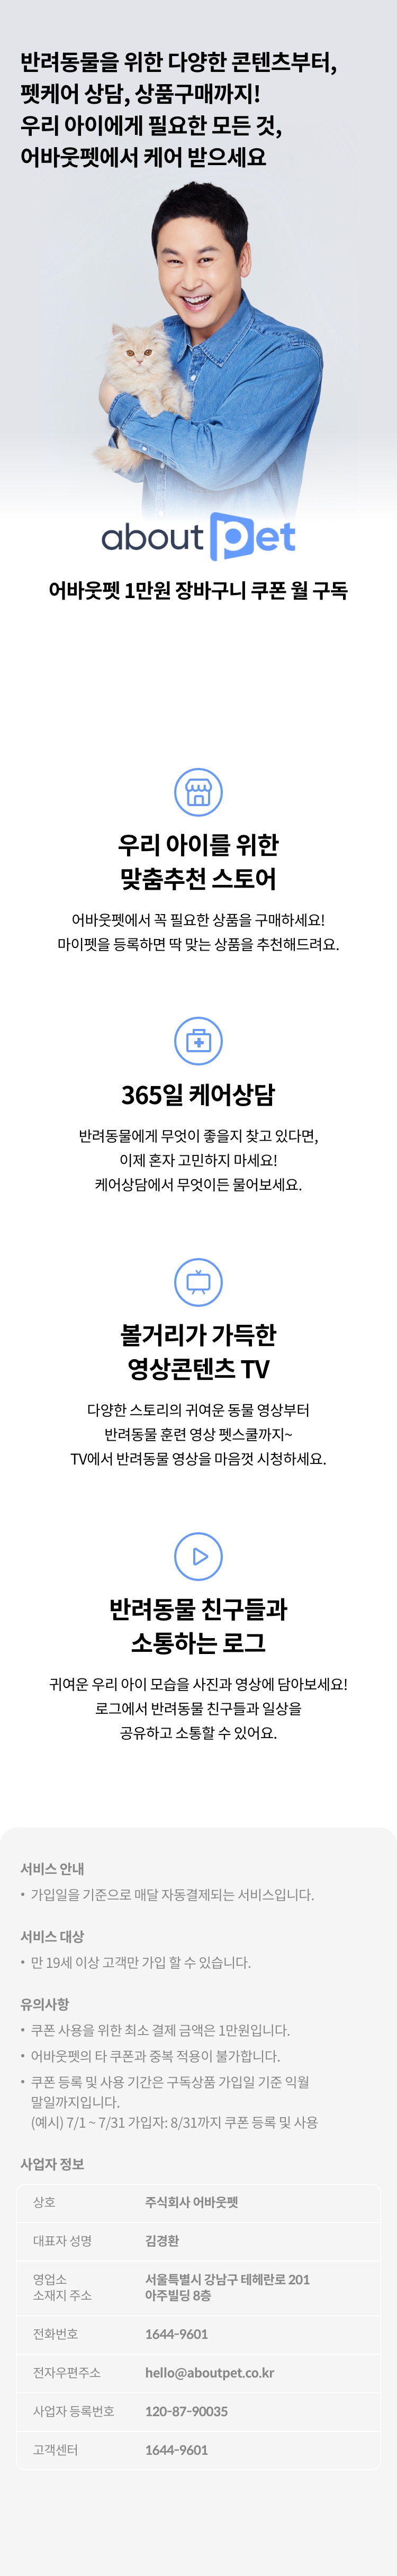 반려동물을 위한 다양한 콘텐츠부터,
펫케어 상담, 상품구매까지!
우리 아이에게 필요한 모든 것,
어바웃펫에서 케어 받으세요
about pet
어바웃펫 1만원 장바구니 쿠폰 월 구독
우리 아이를 위한
맞춤추천 스토어
어바웃펫에서 꼭 필요한 상품을 구매하세요!
마이펫을 등록하면 딱 맞는 상품을 추천해드려요.
365일 케어상담
반려동물에게 무엇이 좋을지 찾고 있다면,
이제 혼자 고민하지 마세요!
케어상담에서 무엇이든 물어보세요.
볼거리가 가득한
영상콘텐츠 TV
다양한 스토리의 귀여운 동물 영상부터
반려동물 훈련 영상 펫스쿨까지~
TV에서 반려동물 영상을 마음껏 시청하세요.
반려동물 친구들과
소통하는 로그
귀여운 우리 아이 모습을 사진과 영상에 담아보세요!
로그에서 반려동물 친구들과 일상을
공유하고 소통할 수 있어요.
서비스 안내
• 가입일을 기준으로 매달 자동결제되는 서비스입니다.
서비스 대상
• 만 19세 이상 고객만 가입 할 수 있습니다.
유의사항
• 쿠폰 사용을 위한 최소 결제 금액은 1만원입니다.
• 어바웃펫의 타 쿠폰과 중복 적용이 불가합니다.
• 쿠폰 등록 및 사용 기간은 구독상품 가입일 기준 익월
말일까지입니다.
(예시) 7/1 ~ 7/31 가입자: 8/31까지 쿠폰 등록 및 사용
사업자 정보
상호 주식회사 어바웃펫
대표자 성명 김경환
영업소 서울특별시 강남구 테헤란로 201
소재지 주소 아주빌딩 8층
전화번호 1644-9601
전자우편주소 hello@aboutpet.co.kr
사업자 등록번호 120-87-90035
고객센터 1644-9601